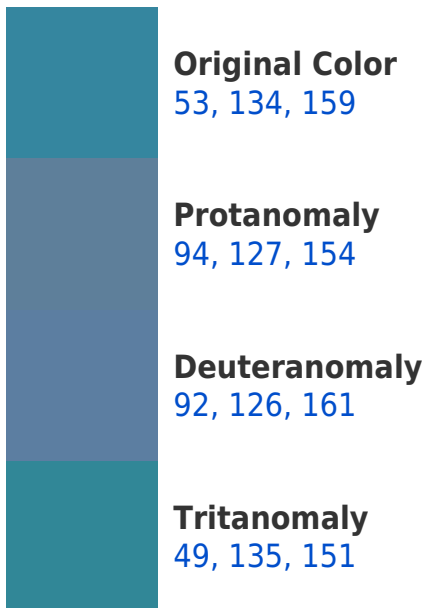 Original Color
53, 134, 159
Protanomaly
94, 127, 154
Deuteranomaly
92, 126, 161
Tritanomaly
49, 135, 151